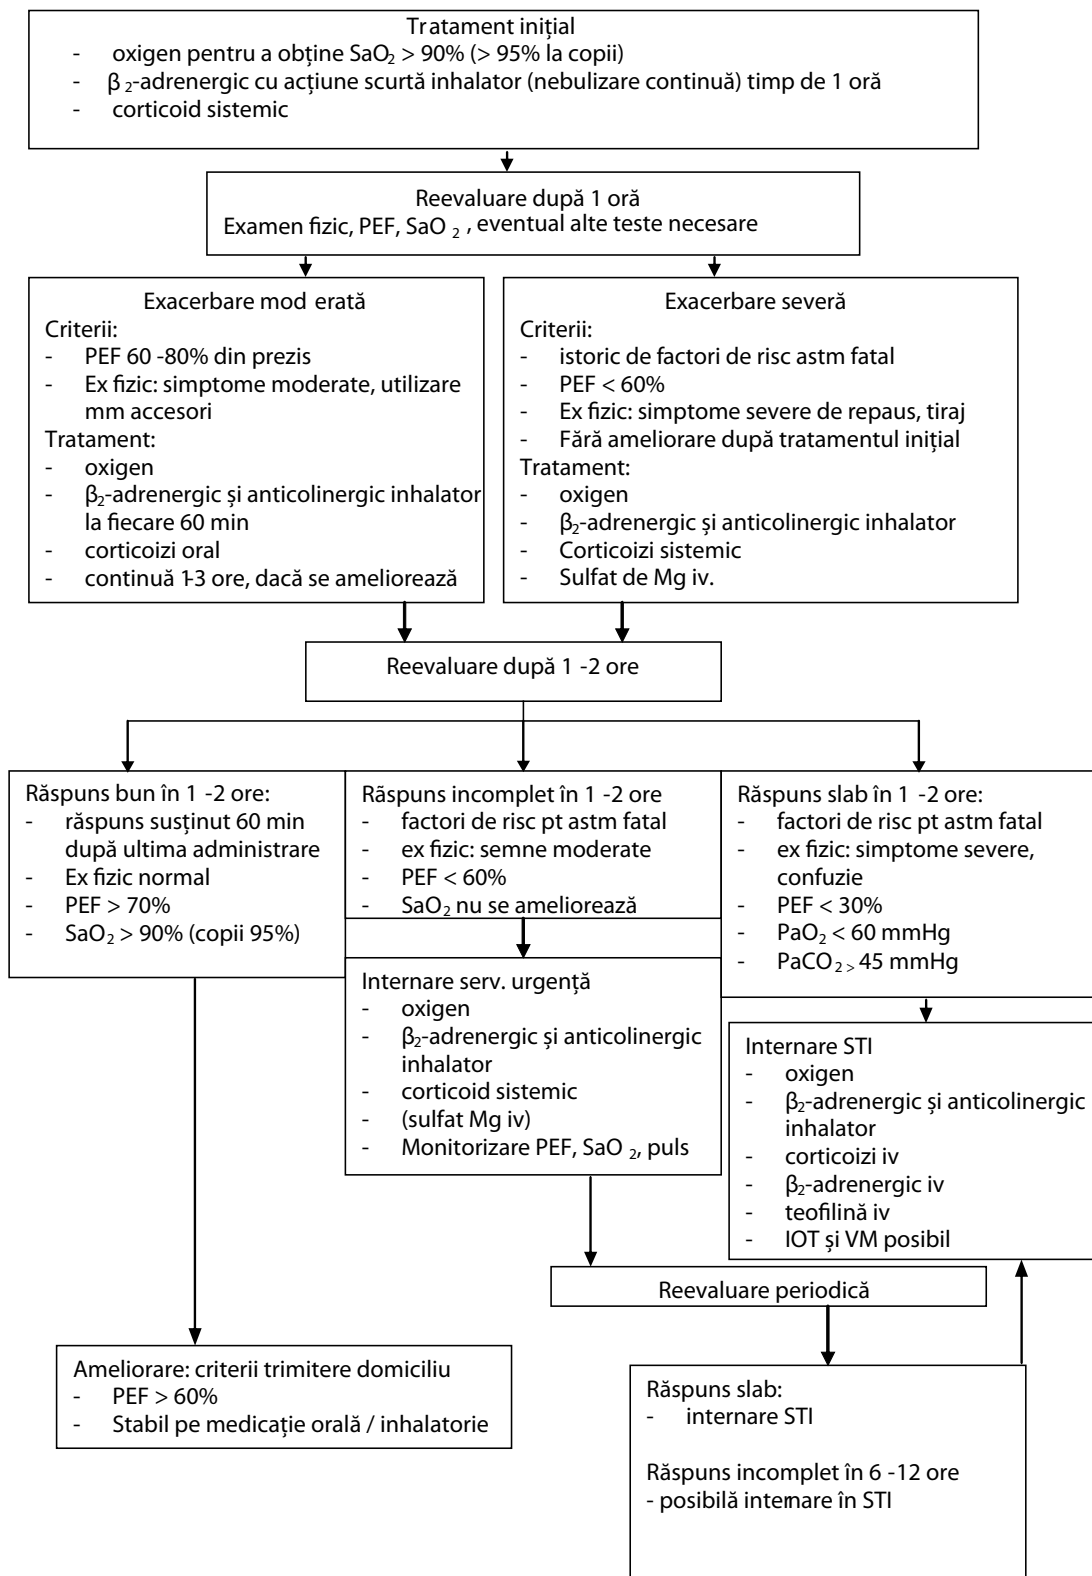 Tratament inițial
- oxigen pentru a obține SaO2 > 90% (> 95% la copii)
- β2-adrenergic cu acțiune scurtă inhalator (nebulizare continuă) timp de 1 oră
- corticoid sistemic
Reevaluare după 1 oră
Examen fizic, PEF, SaO2, eventual alte teste necesare
Exacerbare mod erată
Criterii:
- PEF 60 -80% din prezis
- Ex fizic: simptome moderate, utilizare
mm accesori
Tratament:
- oxigen
- β2-adrenergic și anticolinergic inhalator
la fiecare 60 min
- corticoizi oral
- continuă 1-3 ore, dacă se ameliorează
Exacerbare severă
Criterii:
- istoric de factori de risc astm fatal
- PEF < 60%
- Ex fizic: simptome severe de repaus, tiraj
- Fără ameliorare după tratamentul inițial
Tratament:
- oxigen
- β2-adrenergic și anticolinergic inhalator
- Corticoizi sistemic
- Sulfat de Mg iv.
Reevaluare după 1 -2 ore
Răspuns bun în 1 -2 ore:
- răspuns susținut 60 min
după ultima administrare
- Ex fizic normal
- PEF > 70%
- SaO2 > 90% (copii 95%)
Răspuns incomplet în 1 -2 ore
- factori de risc pt astm fatal
- ex fizic: semne moderate
- PEF < 60%
- SaO2 nu se ameliorează
Răspuns slab în 1 -2 ore:
- factori de risc pt astm fatal
- ex fizic: simptome severe,
confuzie
- PEF < 30%
- PaO2 < 60 mmHg
- PaCO2 > 45 mmHg
Internare serv. urgență
- oxigen
- β2-adrenergic și anticolinergic
inhalator
- corticoid sistemic
- (sulfat Mg iv)
- Monitorizare PEF, SaO2, puls
Internare STI
- oxigen
- β2-adrenergic și anticolinergic
inhalator
- corticoizi iv
- β2-adrenergic iv
- teofilină iv
- IOT și VM posibil
Reevaluare periodică
Ameliorare: criterii trimitere domiciliu
- PEF > 60%
- Stabil pe medicație orală / inhalatorie
Răspuns slab:
- internare STI
Răspuns incomplet în 6 -12 ore
- posibilă internare în STI